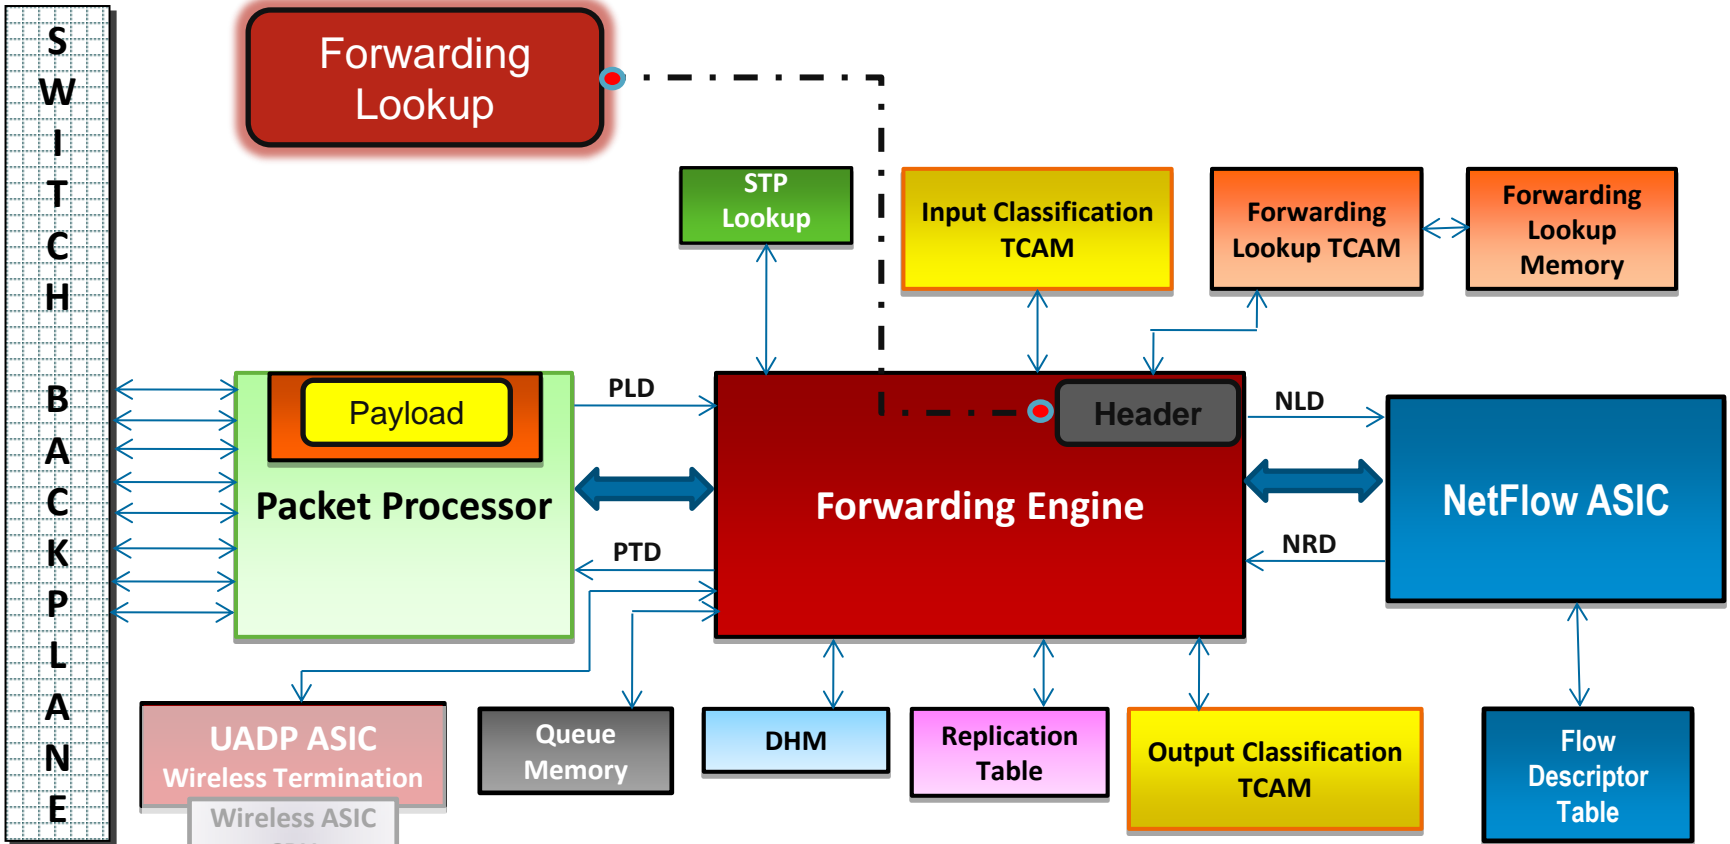 SWITCH BACKPLANE
Forwarding
Lookup
STP
Lookup
Input Classification
TCAM
Forwarding
Lookup TCAM
Forwarding
Lookup
Memory
Payload
Packet Processor
PLD
PTD
Header
Forwarding Engine
NLD
NRD
NetFlow ASIC
UADP ASIC
Wireless Termination
Wireless ASIC
Queue
Memory
DHM
Replication
Table
Output Classification
TCAM
Flow
Descriptor
Table